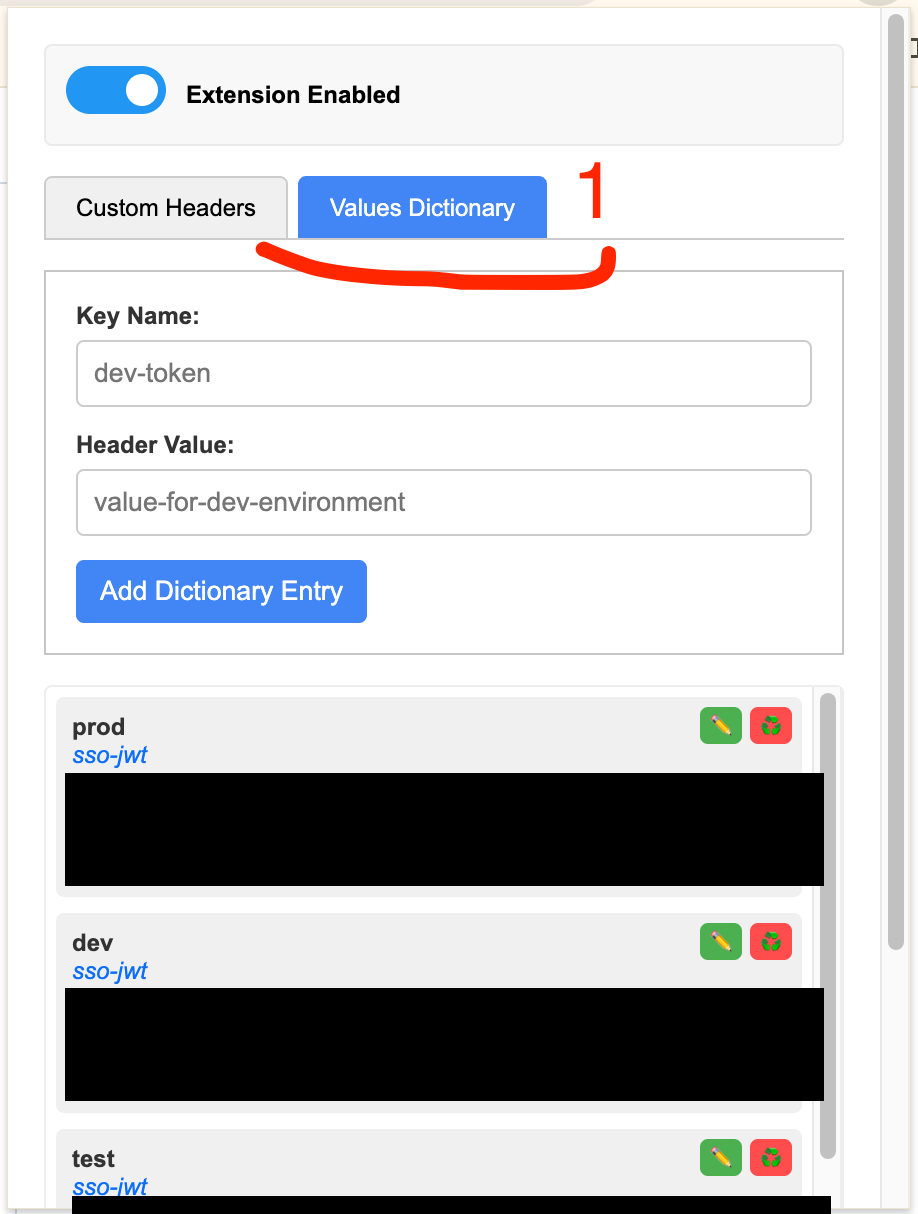 Extension Enabled
Custom Headers
Values Dictionary
1
Key Name:
dev-token
Header Value:
value-for-dev-environment
Add Dictionary Entry
prod
sso-jwt
dev
sso-jwt
test
sso-jwt